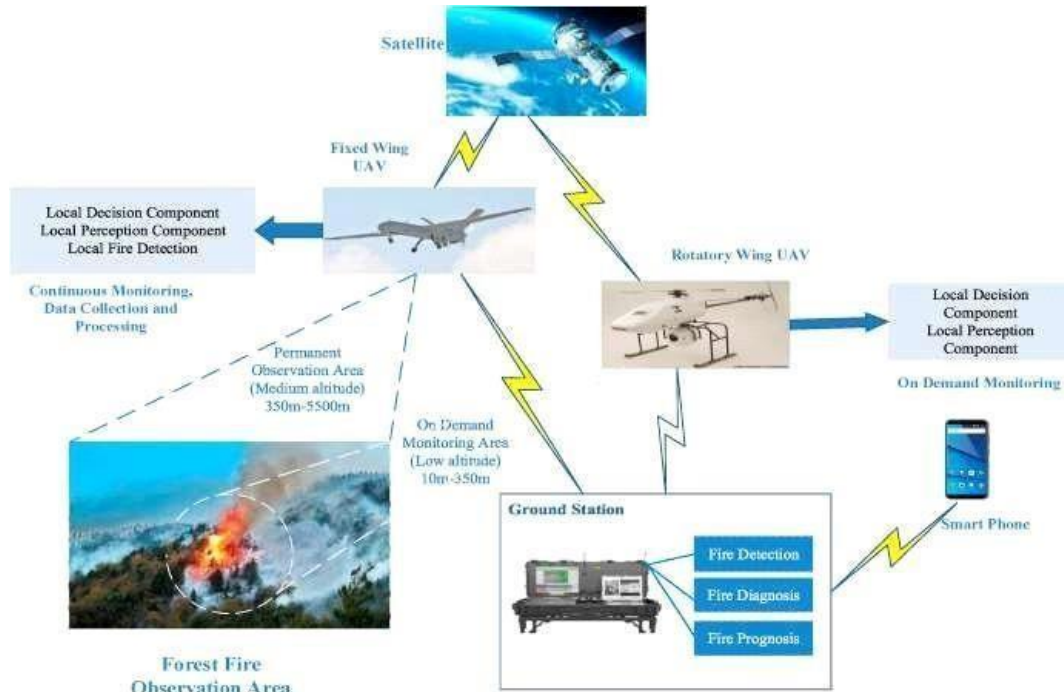 Satellite
Fixed Wing
UAV
Local Decision Component
Local Perception Component
Local Fire Detection
Continuous Monitoring,
Data Collection and
Processing
Rotatory Wing UAV
Local Decision
Component
Local Perception
Component
On Demand Monitoring
Permanent
Observation Area
(Medium altitude)
350m-5500m
On Demand
Monitoring Area
(Low altitude)
10m-350m
Ground Station
Fire Detection
Fire Diagnosis
Fire Prognosis
Smart Phone
Forest Fire
Observation Area